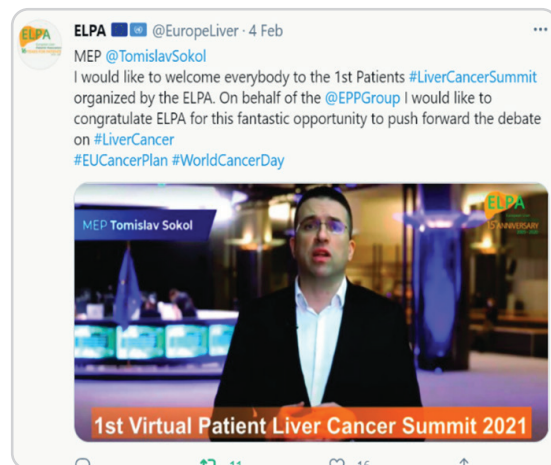 ELPA @EuropeLiver · 4 Feb
MEP @TomislavSokol
I would like to welcome everybody to the 1st Patients #LiverCancerSummit
organized by the ELPA. On behalf of the @EPPGroup I would like to
congratulate ELPA for this fantastic opportunity to push forward the debate
on #LiverCancer
#EUCancerPlan #WorldCancerDay
ELPA
MEP Tomislav Sokol
ELPA
15 ANNIVERSARY
1st Virtual Patient Liver Cancer Summit 2021